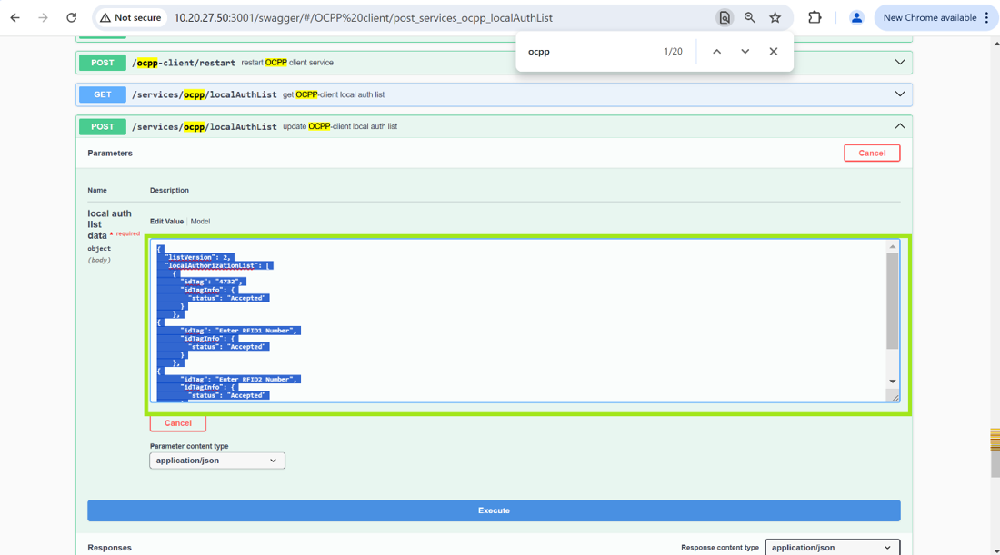 Not secure
10.20.27.50:3001/swagger/#/OCPP%20client/post_services_ocpp_localAuthList
New Chrome available
ocpp
1/20
POST /ocpp-client/restart restart OCPP client service
GET /services/ocpp/localAuthList get OCPP-client local auth list
POST /services/ocpp/localAuthList update OCPP-client local auth list
Parameters
Cancel
Name Description
local auth
list
data * required
object
(body)
Edit Value | Model
{
"listVersion": 2,
"localAuthorizationList": [
{
"idTag": "4732",
"idTagInfo": {
"status": "Accepted"
}
},
{
"idTag": "Enter RFID1 Number",
"idTagInfo": {
"status": "Accepted"
}
},
{
"idTag": "Enter RFID2 Number",
"idTagInfo": {
"status": "Accepted"
Cancel
Parameter content type
application/json
Execute
Responses
Response content type
application/json